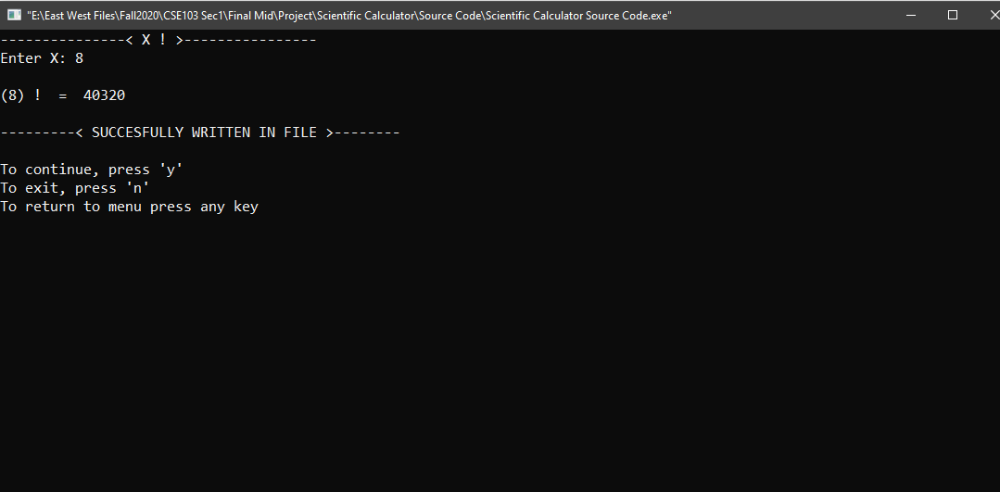 "E:\East West Files\Fall2020\CSE103 Sec1\Final Mid\Project\Scientific Calculator\Source Code\Scientific Calculator Source Code.exe"
---------------< X ! >----------------
Enter X: 8
(8) !  =  40320
---------< SUCCESFULLY WRITTEN IN FILE >--------
To continue, press 'y'
To exit, press 'n'
To return to menu press any key